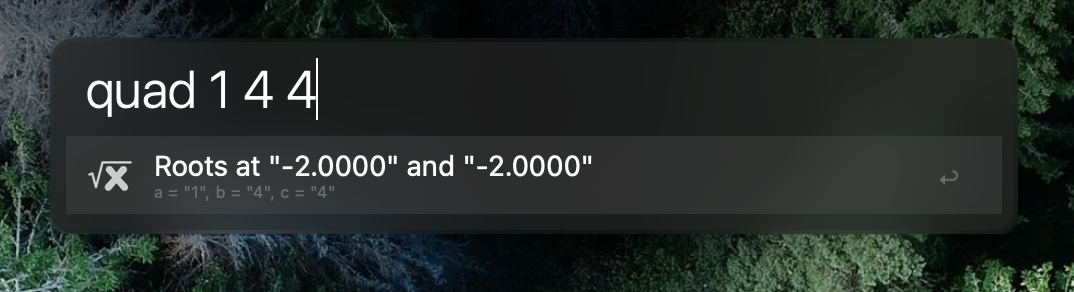 quad 1 4 4
Roots at "-2.0000" and "-2.0000"
a = "1", b = "4", c = "4"